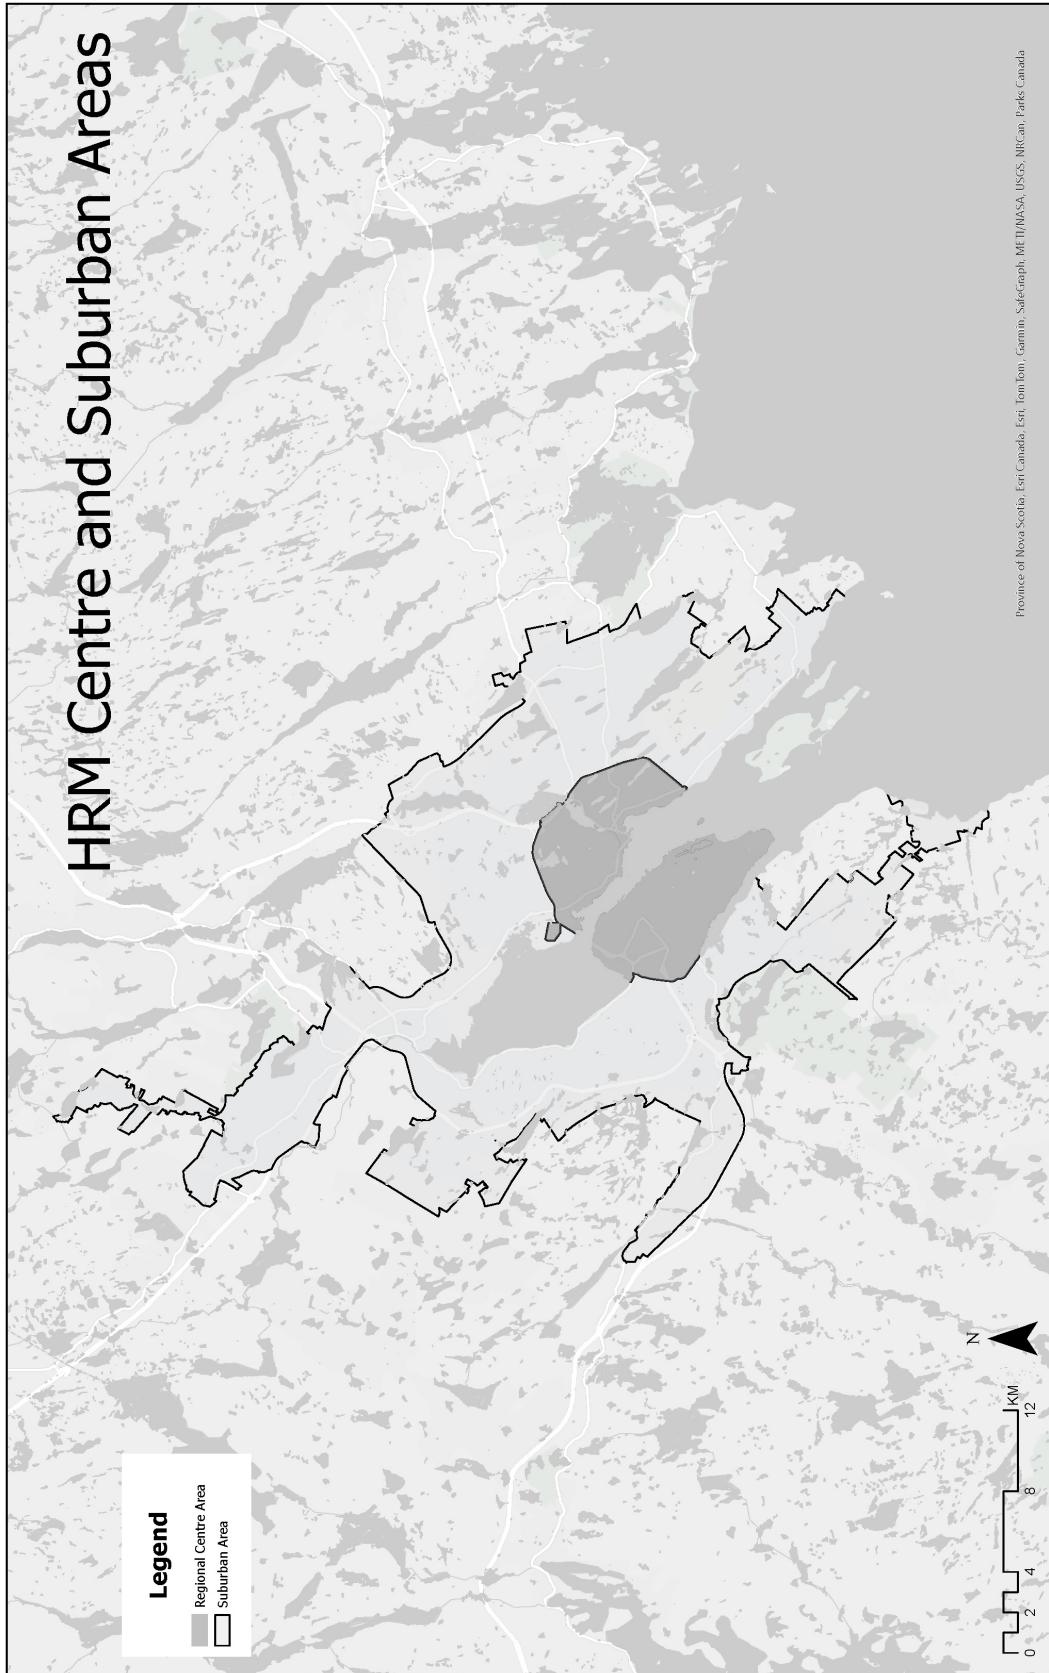 HRM Centre and Suburban Areas
Legend
Regional Centre Area
Suburban Area
N
KM
0 2 4 8 12
Province of Nova Scotia, Esri Canada, Esri, TomTom, Garmin, SafeGraph, METI/NASA, USGS, NRCan, Parks Canada